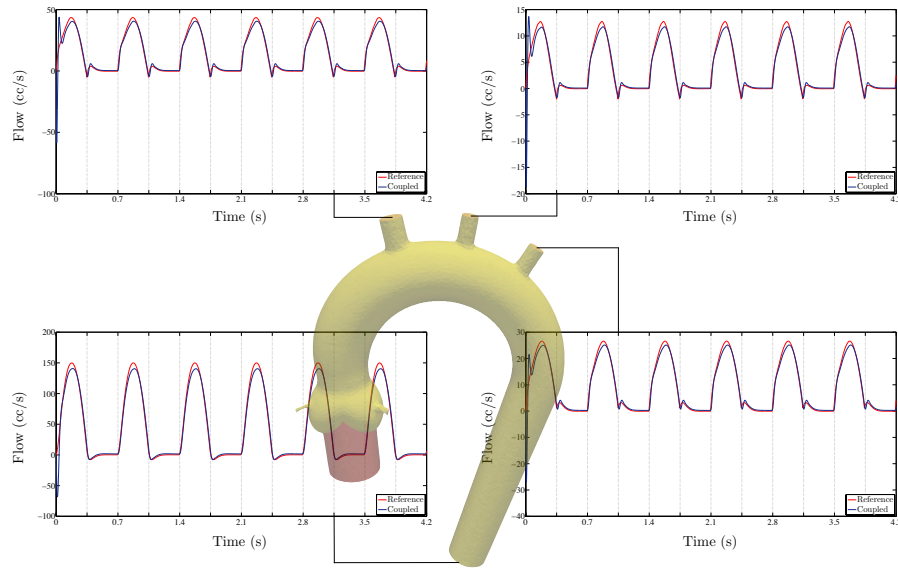 50
0
−50
−100
Flow (cc/s)
0 0.7 1.4 2.1 2.8 3.5 4.2
Time (s)
Reference
Coupled
15
10
5
0
−5
−10
−15
−20
Flow (cc/s)
0 0.7 1.4 2.1 2.8 3.5 4.2
Time (s)
Reference
Coupled
200
150
100
50
0
−50
−100
Flow (cc/s)
0 0.7 1.4 2.1 2.8 3.5 4.2
Time (s)
Reference
Coupled
30
20
10
0
−10
−20
−30
−40
Flow (cc/s)
0 0.7 1.4 2.1 2.8 3.5 4.2
Time (s)
Reference
Coupled